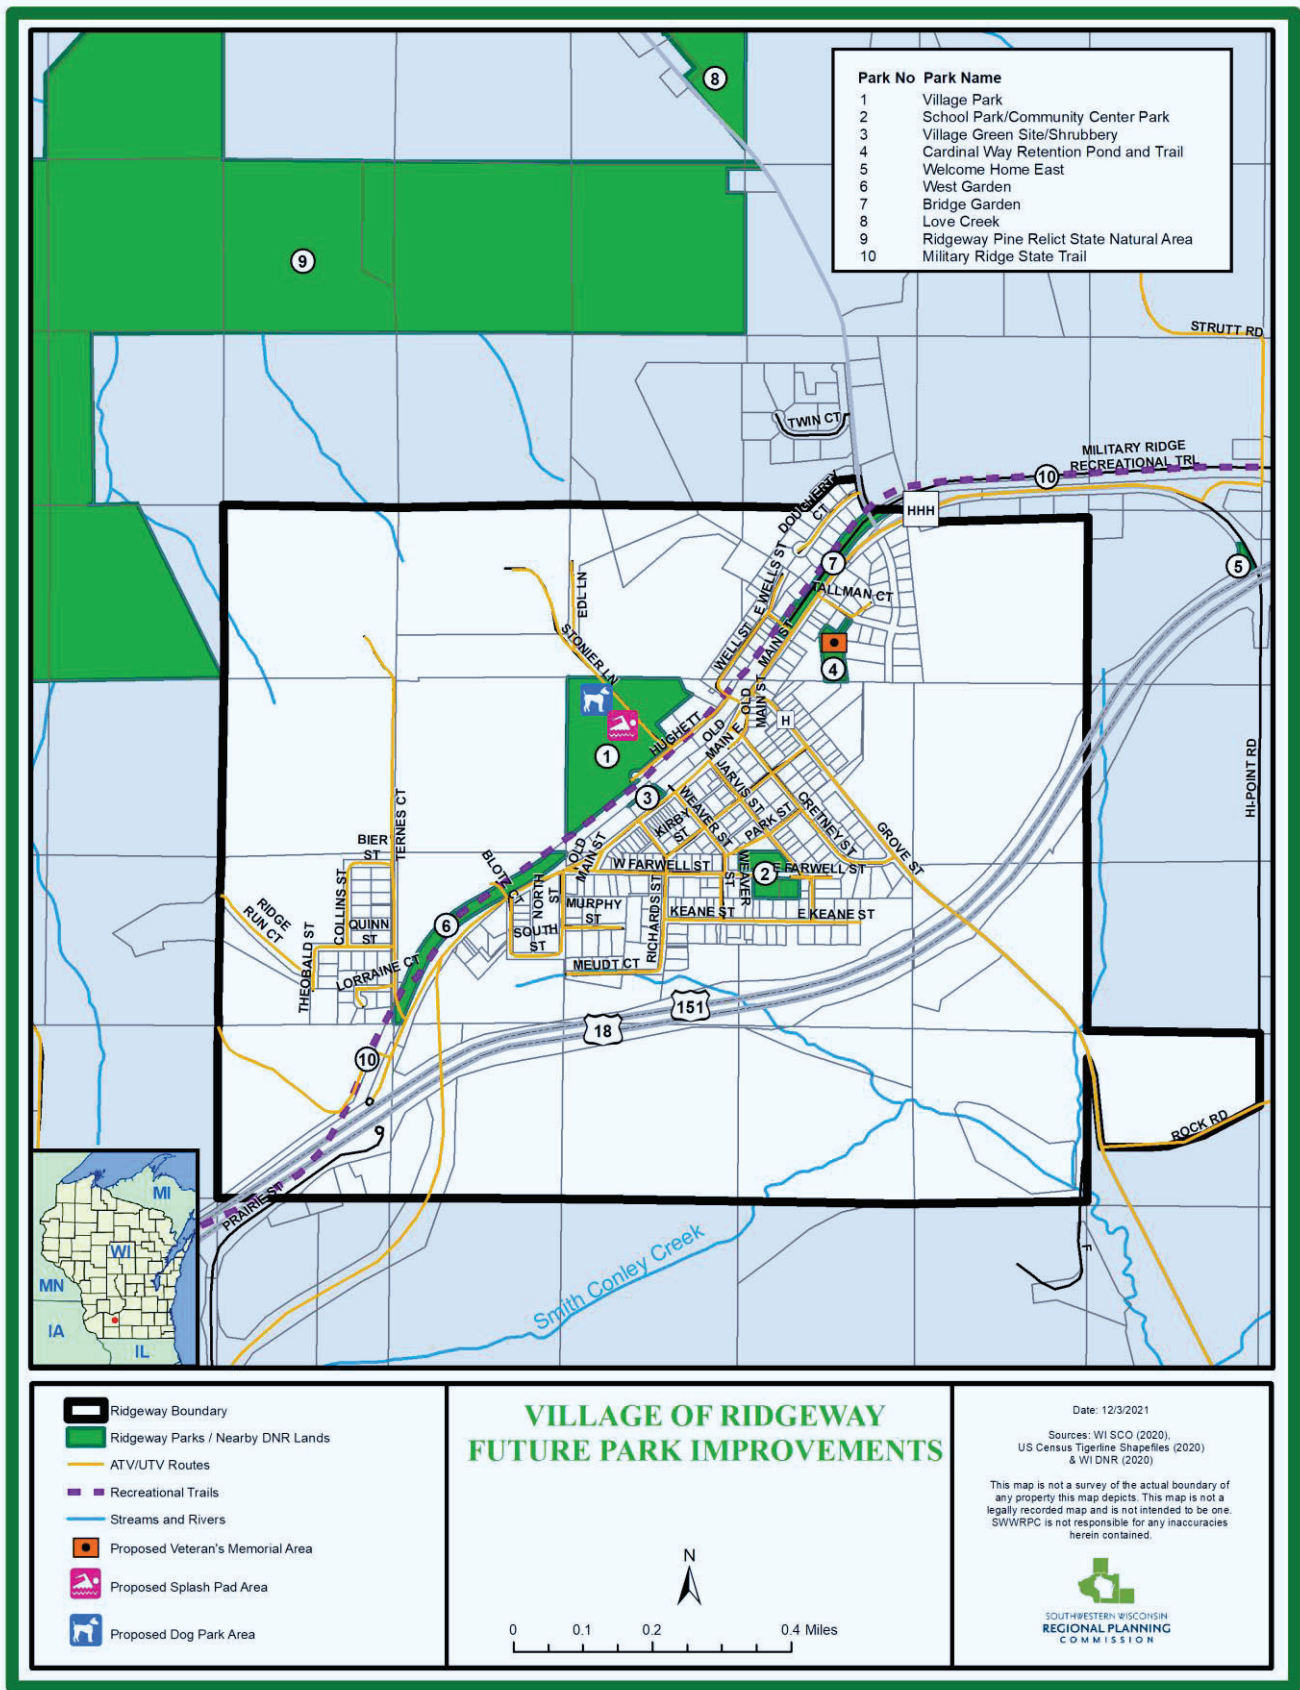 Park No Park Name
1 Village Park
2 School Park/Community Center Park
3 Village Green Site/Shrubbery
4 Cardinal Way Retention Pond and Trail
5 Welcome Home East
6 West Garden
7 Bridge Garden
8 Love Creek
9 Ridgeway Pine Relict State Natural Area
10 Military Ridge State Trail
8
9
STRUTT RD
TWIN CT
MILITARY RIDGE
RECREATIONAL TRL
10
DOUGHERTY
CT
HHH
7
5
E WELLS ST
TALLMAN CT
EDL LN
STONIER LN
WELL ST
MAIN ST
4
OLD
MAIN ST
H
HUGHETT
OLD
MAIN E
1
3
JARVIS ST
WEAVER ST
KIRBY
ST
PARK ST
CRETNEY ST
GROVE ST
HI-POINT RD
TERNES CT
BIER
ST
OLD
MAIN ST
BLOTZ CT
W FARWELL ST
WEAVER
ST
2
E FARWELL ST
COLLINS ST
RIDGE
RUN CT
QUINN
ST
THEOBALD ST
LORRAINE CT
6
NORTH
ST
MURPHY
ST
SOUTH
ST
RICHARDS ST
KEANE ST
E KEANE ST
MEUDT CT
151
18
10
ROCK RD
PRAIRIE ST
F
Smith Conley Creek
MI
WI
MN
IA
IL
Ridgeway Boundary
Ridgeway Parks / Nearby DNR Lands
ATV/UTV Routes
Recreational Trails
Streams and Rivers
Proposed Veteran's Memorial Area
Proposed Splash Pad Area
Proposed Dog Park Area
VILLAGE OF RIDGEWAY
FUTURE PARK IMPROVEMENTS
N
0 0.1 0.2 0.4 Miles
Date: 12/3/2021
Sources: WI SCO (2020),
US Census Tigerline Shapefiles (2020)
& WI DNR (2020)
This map is not a survey of the actual boundary of
any property this map depicts. This map is not a
legally recorded map and is not intended to be one.
SWWRPC is not responsible for any inaccuracies
herein contained.
SOUTHWESTERN WISCONSIN
REGIONAL PLANNING
COMMISSION